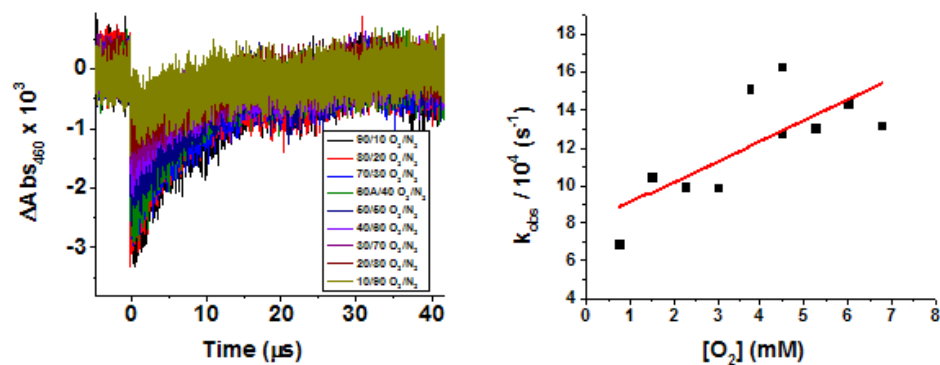 ΔAbs₄₆₀ x 10³
0
-1
-2
-3
90/10 O₂/N₂
80/20 O₂/N₂
70/30 O₂/N₂
60A/40 O₂/N₂
50/50 O₂/N₂
40/60 O₂/N₂
30/70 O₂/N₂
20/80 O₂/N₂
10/90 O₂/N₂
0 10 20 30 40
Time (μs)
k_obs / 10⁴ (s⁻¹)
18
16
14
12
10
8
6
4
0 1 2 3 4 5 6 7 8
[O₂] (mM)